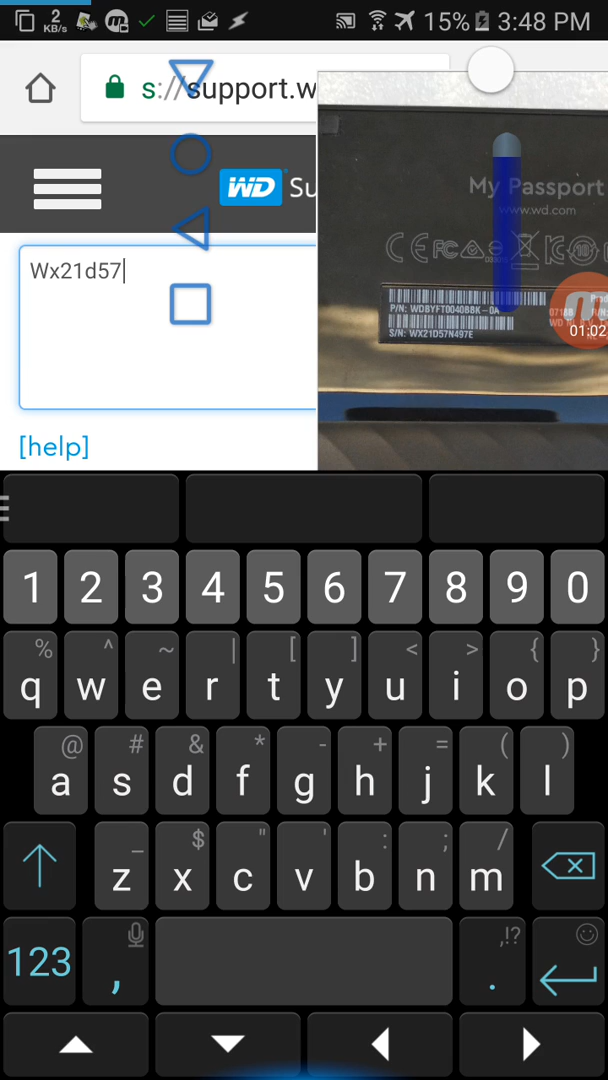 2
KB/s
15%
3:48 PM
s://support.w
WD Su
Wx21d57
[help]
My Passport
www.wd.com
P/N: WDBYFT0040BBK-0A
S/N: WX21D57N497E
01:02
1 2 3 4 5 6 7 8 9 0
% ^ ~ | [ ] < > { }
q w e r t y u i o p
@ # & * - + = ( )
a s d f g h j k l
_ $ " ' : ; /
z x c v b n m
123 , ,!? .